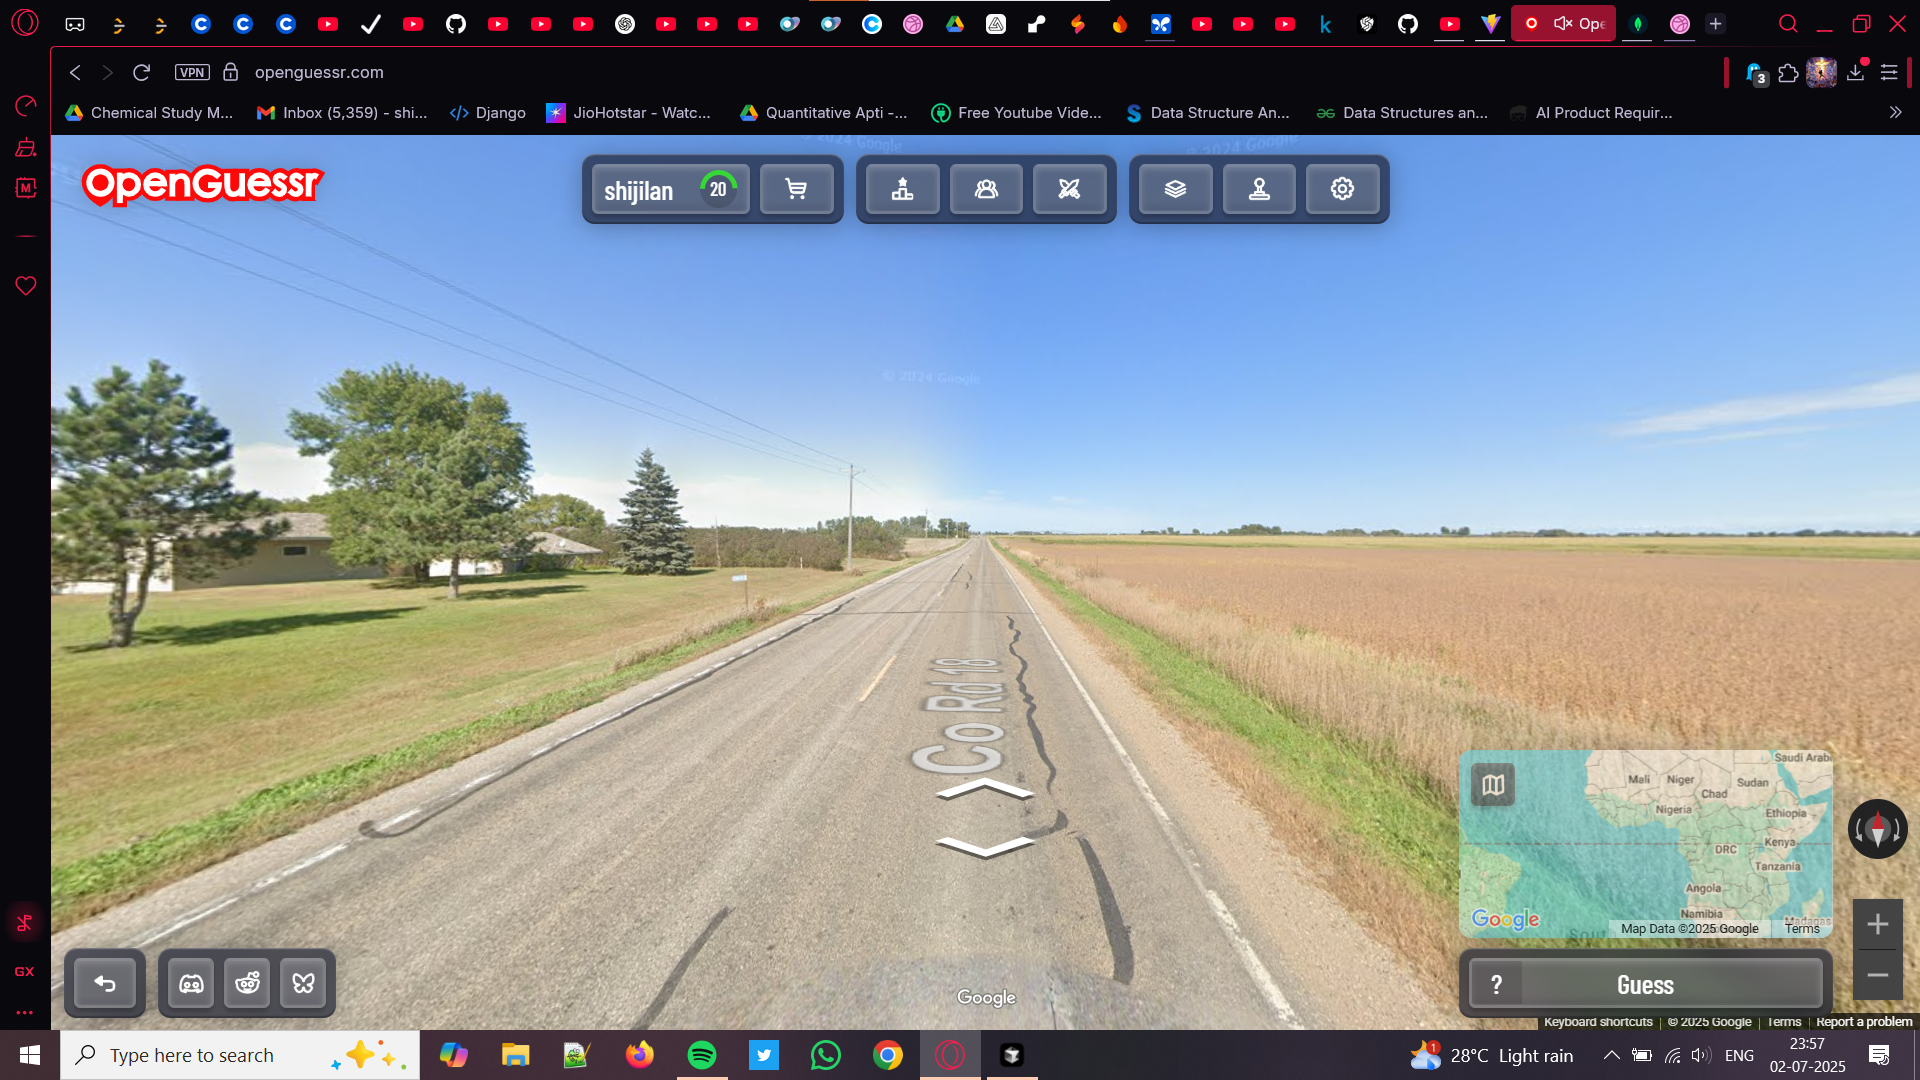 Ope
VPN
openguessr.com
3
Chemical Study M...
Inbox (5,359) - shi...
Django
JioHotstar - Watc...
Quantitative Apti -...
Free Youtube Vide...
Data Structure An...
Data Structures an...
AI Product Requir...
OpenGuessr
shijilan
20
© 2024 Google
Co Rd 18
Google
Saudi Arabi
Mali
Niger
Sudan
Chad
Nigeria
Ethiopia
Kenya
DRC
Tanzania
Angola
Namibia
Madagas
Google
Map Data ©2025 Google
Terms
? Guess
GX
Keyboard shortcuts
© 2025 Google
Terms
Report a problem
Type here to search
1
28°C Light rain
ENG
23:57
02-07-2025